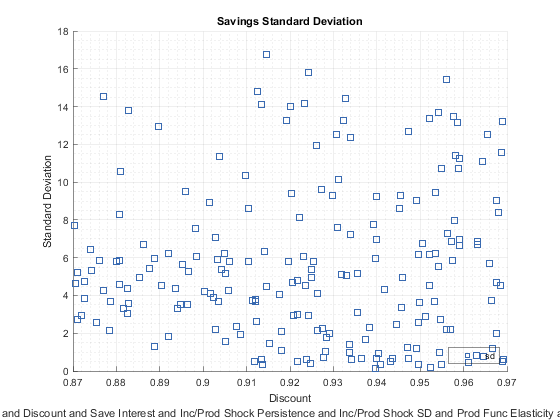 Savings Standard Deviation
18
16
14
12
10
8
6
4
2
0
Standard Deviation
sd
0.87 0.88 0.89 0.9 0.91 0.92 0.93 0.94 0.95 0.96 0.97
Discount
and Discount and Save Interest and Inc/Prod Shock Persistence and Inc/Prod Shock SD and Prod Func Elasticity a